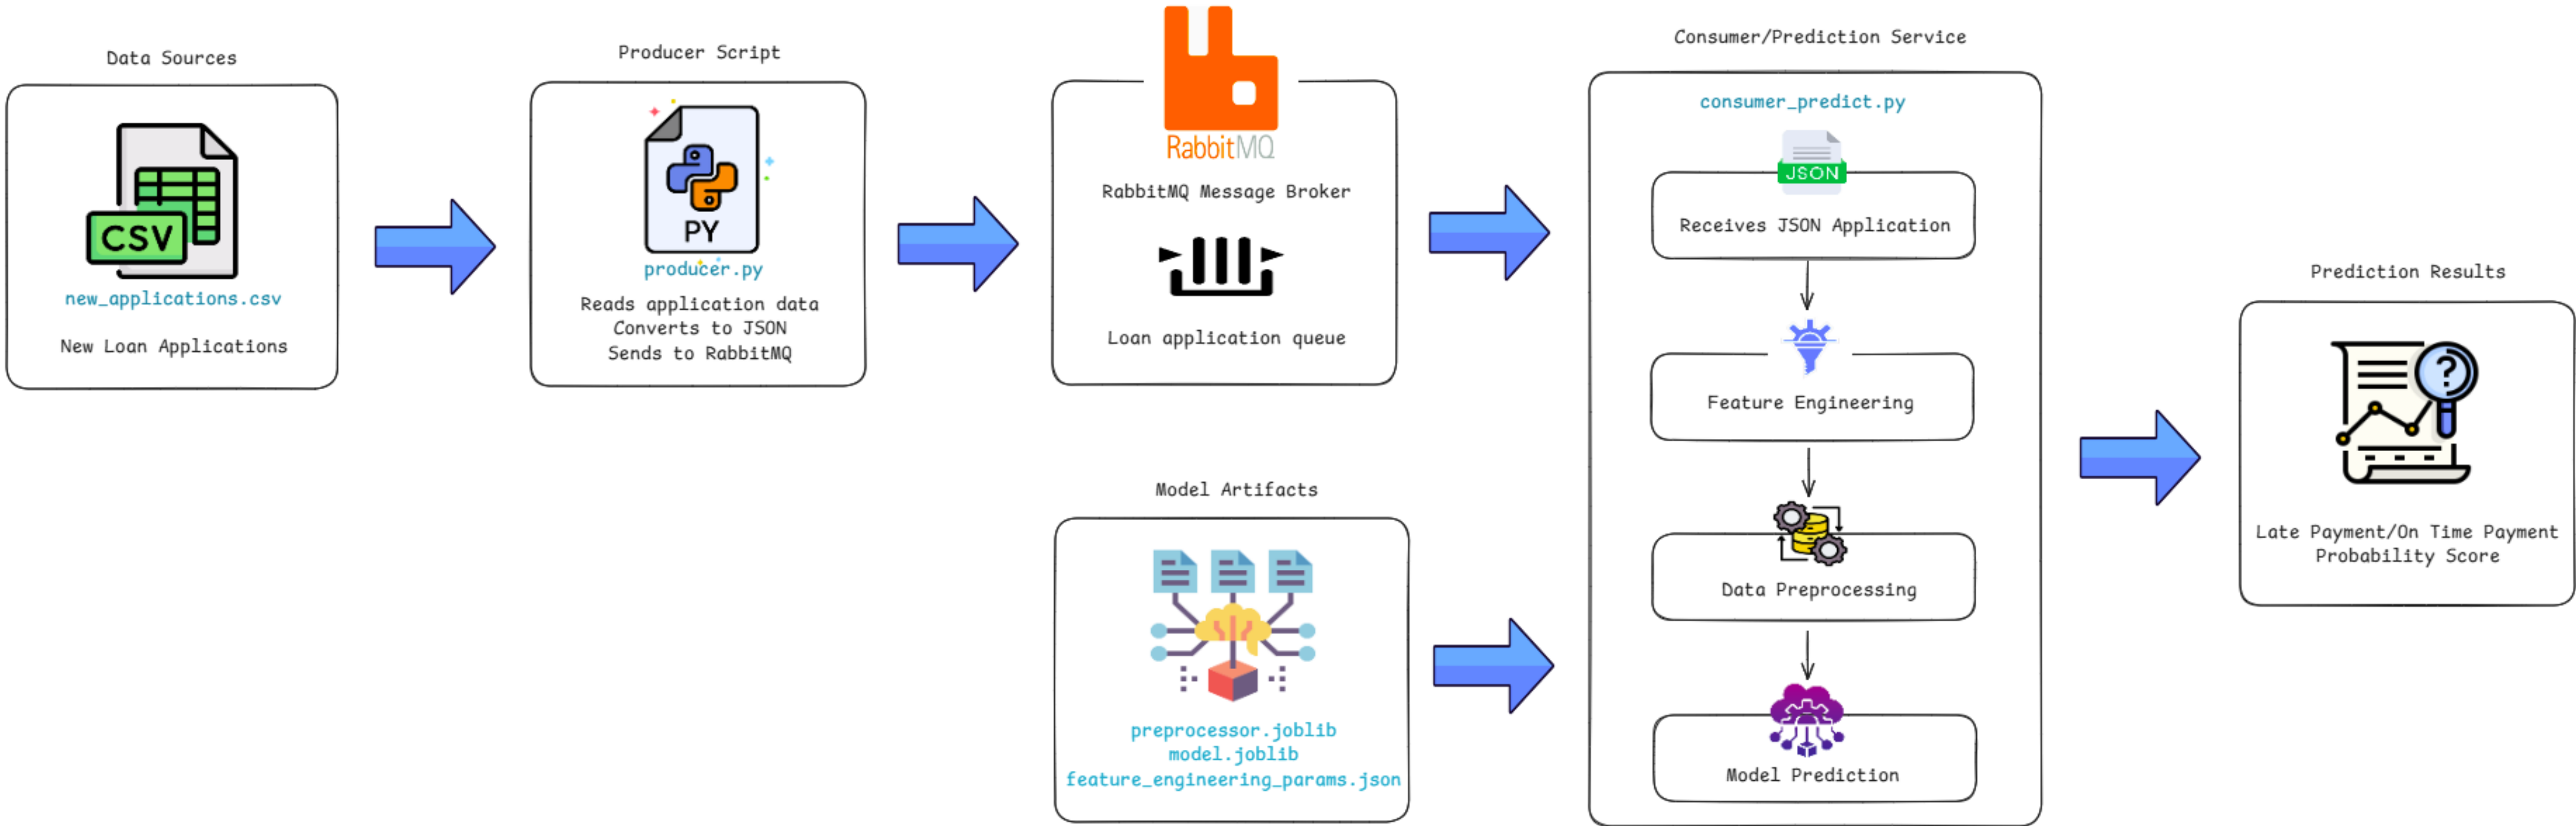 Data Sources
CSV
new_applications.csv
New Loan Applications
Producer Script
PY
producer.py
Reads application data
Converts to JSON
Sends to RabbitMQ
RabbitMQ
RabbitMQ Message Broker
Loan application queue
Model Artifacts
preprocessor.joblib
model.joblib
feature_engineering_params.json
Consumer/Prediction Service
consumer_predict.py
JSON
Receives JSON Application
Feature Engineering
Data Preprocessing
Model Prediction
Prediction Results
?
Late Payment/On Time Payment
Probability Score